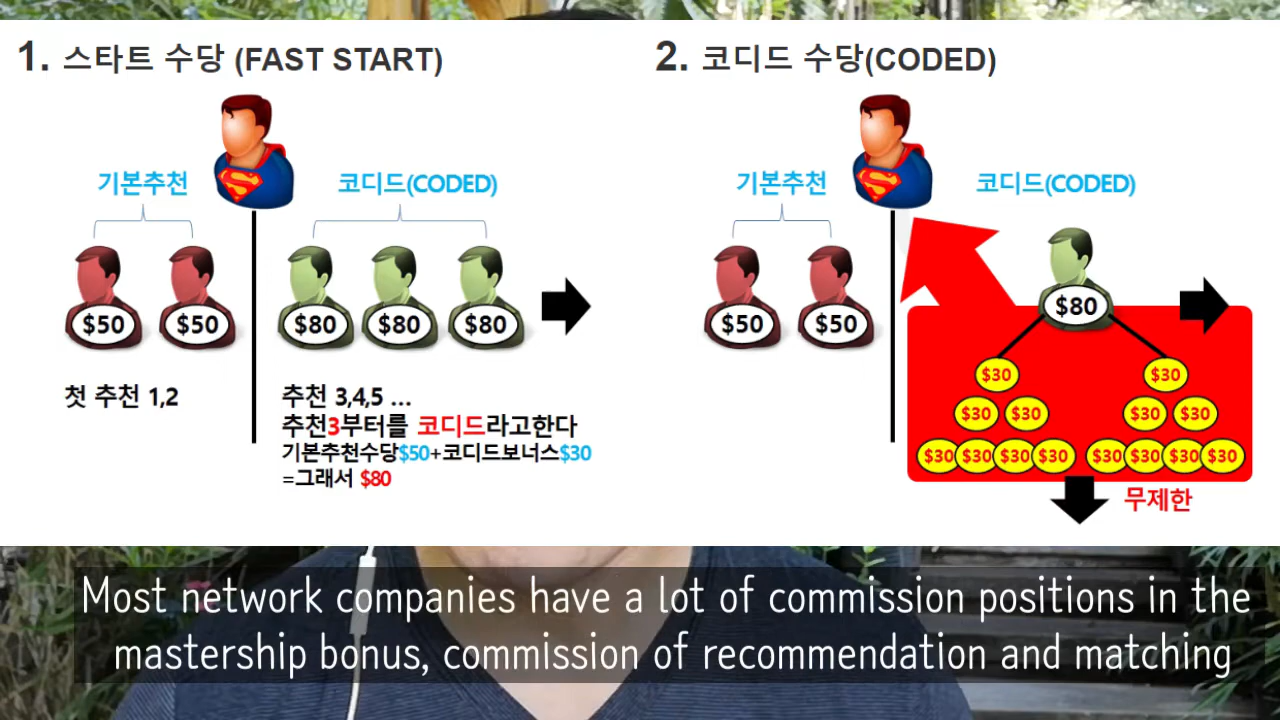 1. 스타트 수당 (FAST START)
기본추천
코디드(CODED)
$50 $50
$80 $80 $80
첫 추천 1,2
추천 3,4,5 ...
추천3부터를 코디드라고한다
기본추천수당$50+코디드보너스$30
=그래서 $80
2. 코디드 수당(CODED)
기본추천
코디드(CODED)
$50 $50
$80
$30 $30
$30 $30 $30 $30
$30 $30 $30 $30 $30 $30 $30 $30
무제한
Most network companies have a lot of commission positions in the
mastership bonus, commission of recommendation and matching